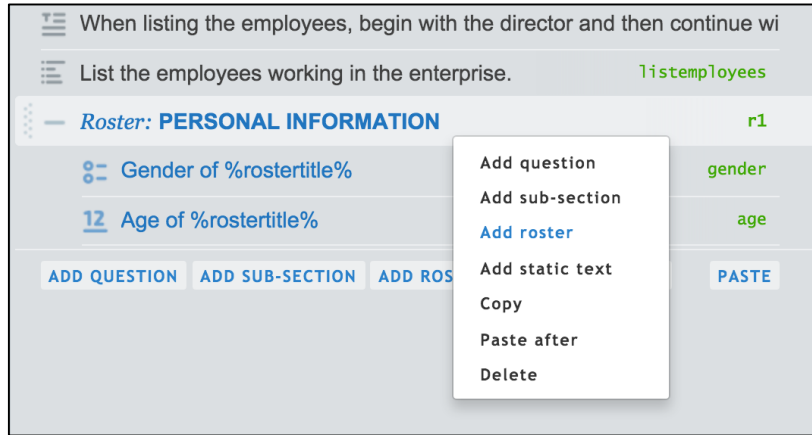 When listing the employees, begin with the director and then continue wi
List the employees working in the enterprise. listemployees
Roster: PERSONAL INFORMATION r1
Gender of %rostertitle% gender
12 Age of %rostertitle% age
ADD QUESTION ADD SUB-SECTION ADD ROS PASTE
Add question
Add sub-section
Add roster
Add static text
Copy
Paste after
Delete